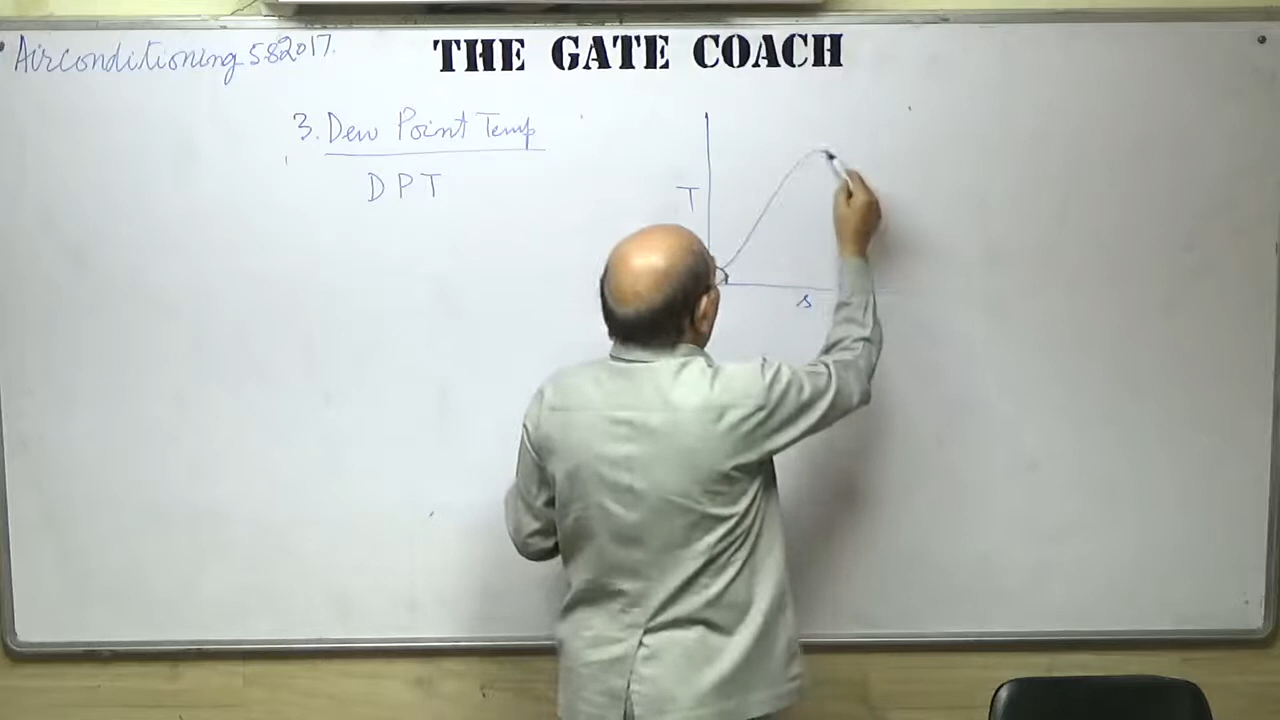 Airconditioning 582017.
THE GATE COACH
3. Dew Point Temp
DPT
T
s